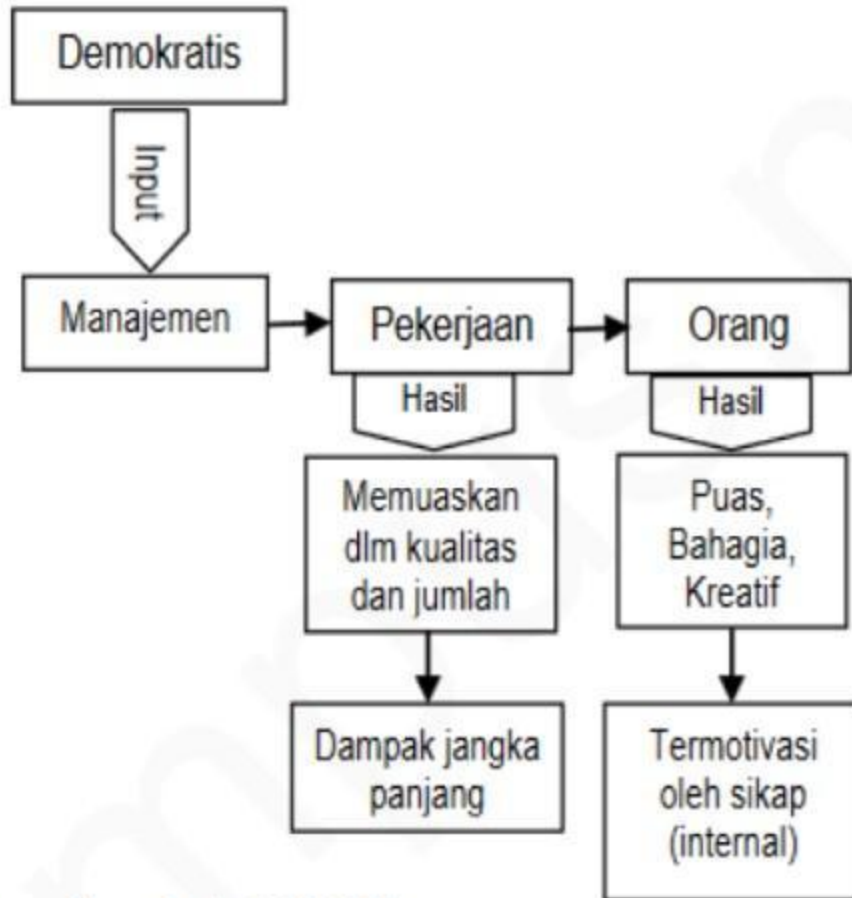 Demokratis
Input
Manajemen
Pekerjaan
Orang
Hasil
Hasil
Memuaskan
dlm kualitas
dan jumlah
Puas,
Bahagia,
Kreatif
Dampak jangka
panjang
Termotivasi
oleh sikap
(internal)